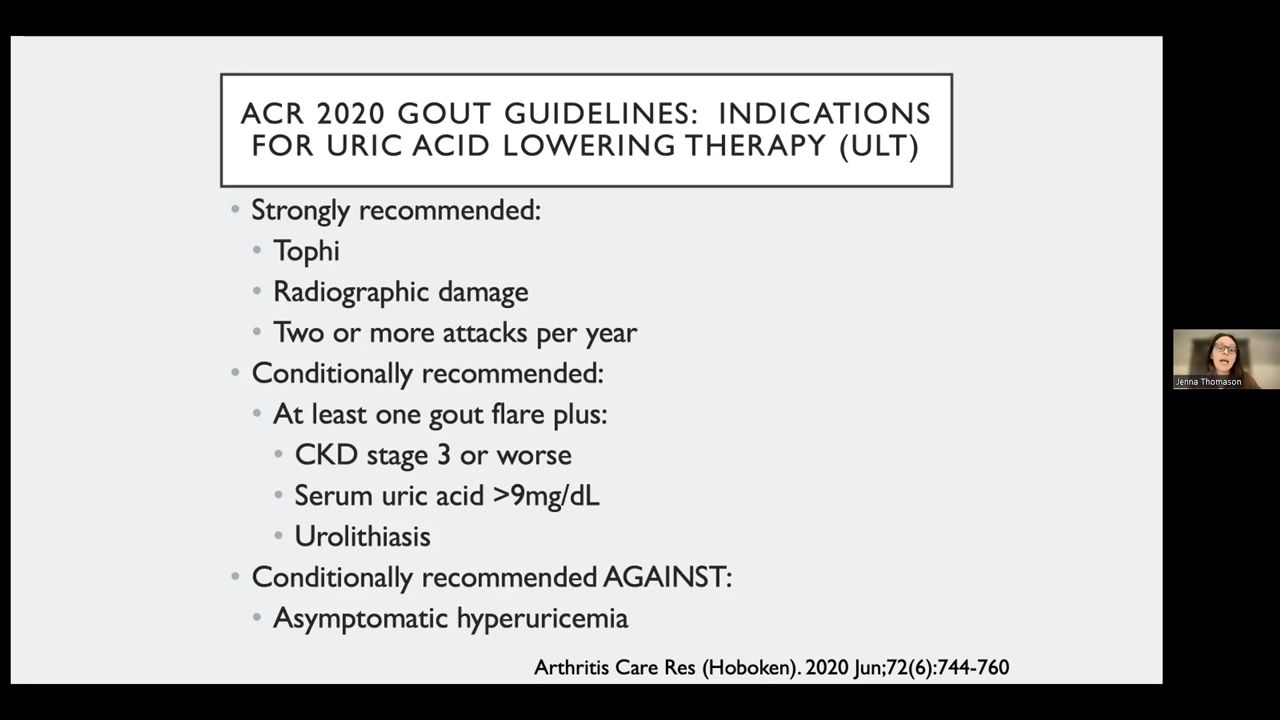 ACR 2020 GOUT GUIDELINES: INDICATIONS
FOR URIC ACID LOWERING THERAPY (ULT)
• Strongly recommended:
• Tophi
• Radiographic damage
• Two or more attacks per year
• Conditionally recommended:
• At least one gout flare plus:
• CKD stage 3 or worse
• Serum uric acid >9mg/dL
• Urolithiasis
• Conditionally recommended AGAINST:
• Asymptomatic hyperuricemia
Arthritis Care Res (Hoboken). 2020 Jun;72(6):744-760
Jenna Thomason